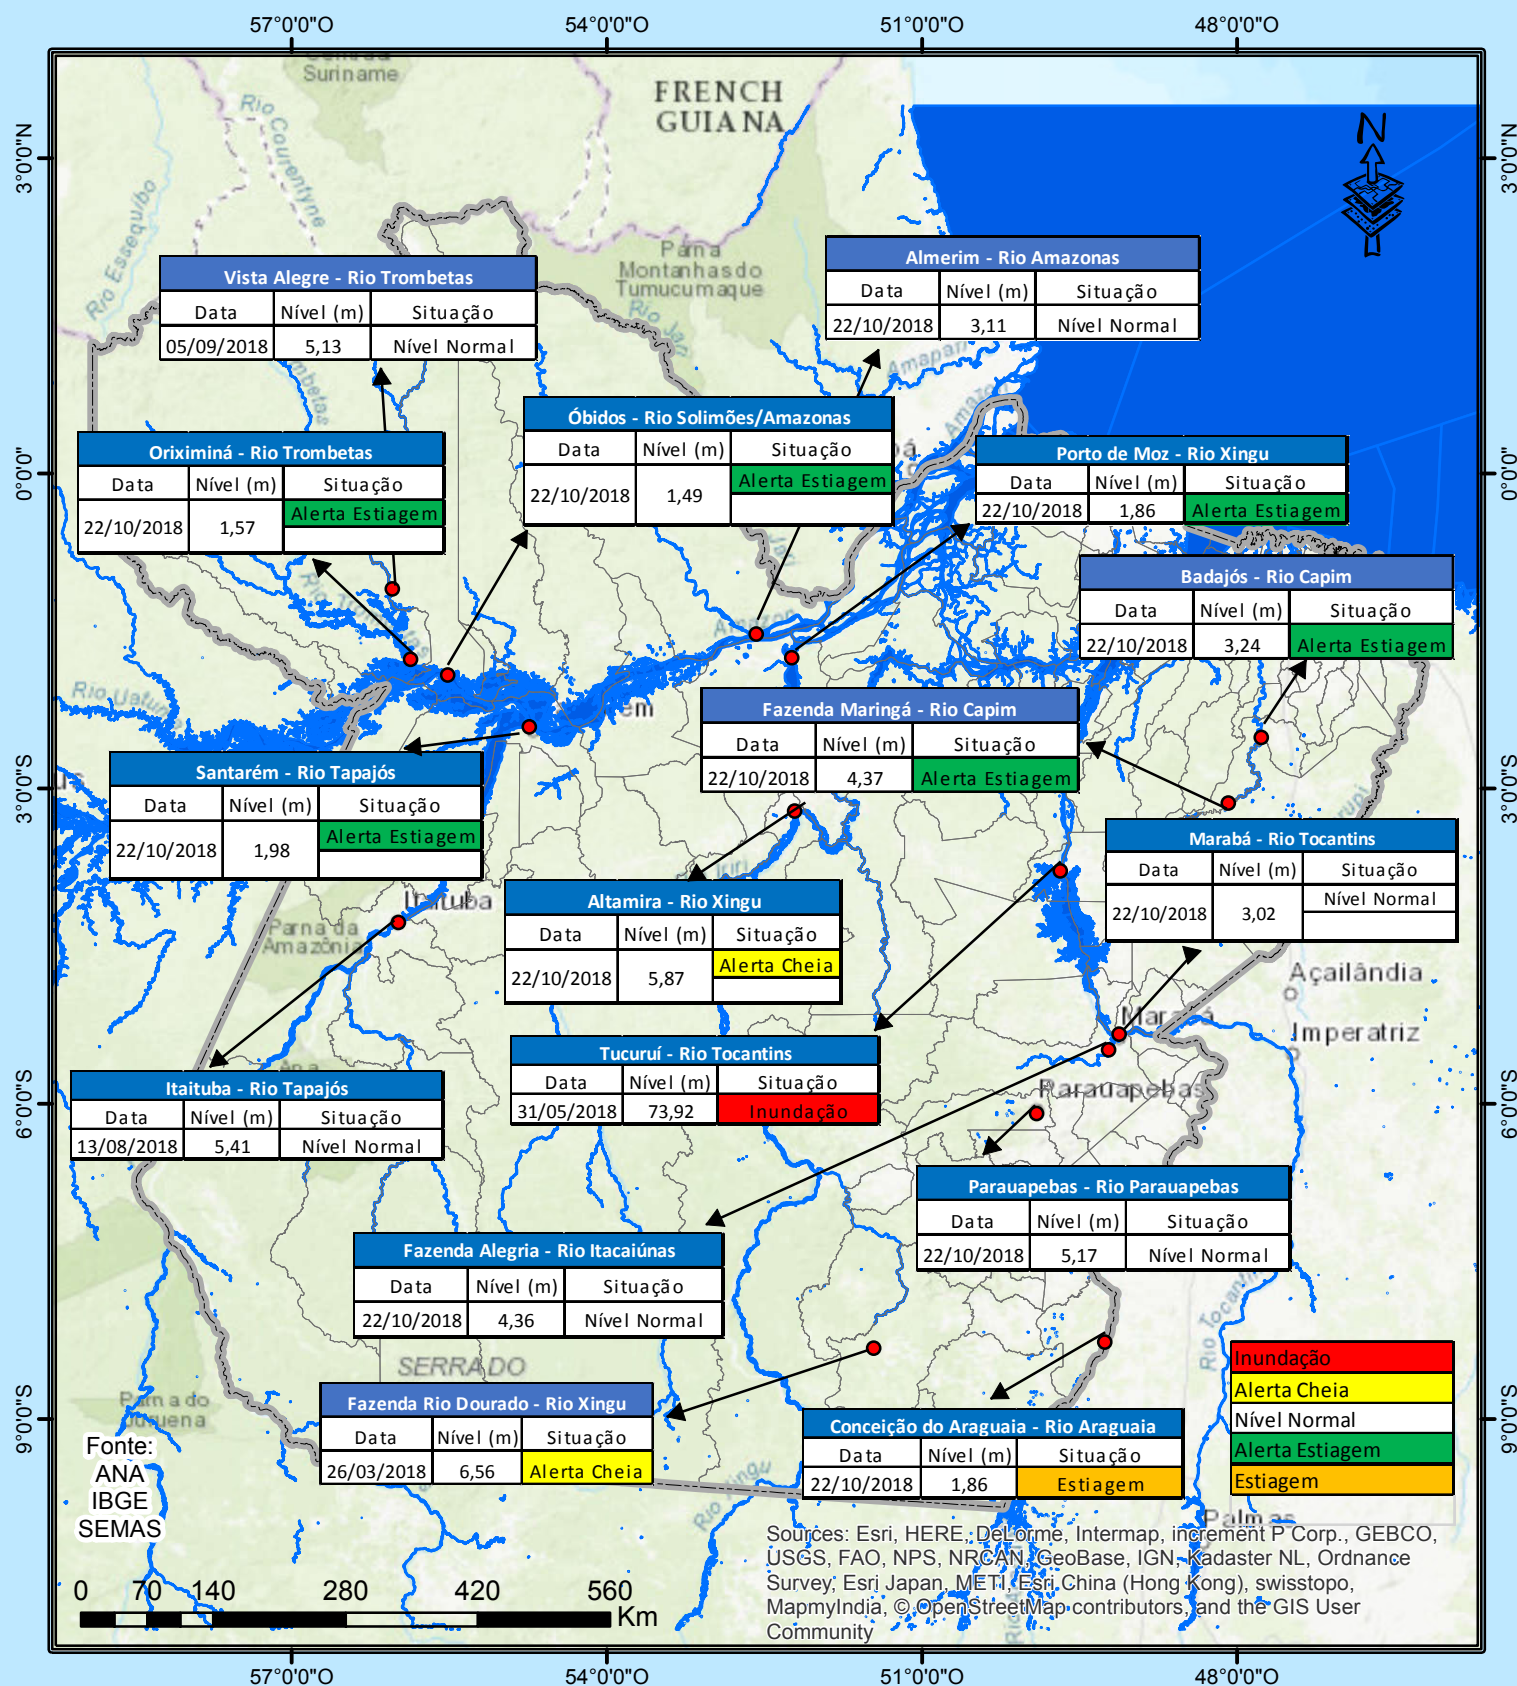 57°0'0"O
54°0'0"O
51°0'0"O
48°0'0"O
3°0'0"N
0°0'0"
3°0'0"S
6°0'0"S
9°0'0"S
3°0'0"N
0°0'0"
3°0'0"S
6°0'0"S
9°0'0"S
Suriname
FRENCH
GUIANA
N
Rio Courentyne
Rio Essequibo
Parna
Montanhas do
Tumucumaque
Rio Jari
Amapari
Vista Alegre - Rio Trombetas
Data Nível (m) Situação
05/09/2018 5,13 Nível Normal
Almerim - Rio Amazonas
Data Nível (m) Situação
22/10/2018 3,11 Nível Normal
Óbidos - Rio Solimões/Amazonas
Data Nível (m) Situação
22/10/2018 1,49 Alerta Estiagem
Oriximiná - Rio Trombetas
Data Nível (m) Situação
22/10/2018 1,57 Alerta Estiagem
Porto de Moz - Rio Xingu
Data Nível (m) Situação
22/10/2018 1,86 Alerta Estiagem
Badajós - Rio Capim
Data Nível (m) Situação
22/10/2018 3,24 Alerta Estiagem
Fazenda Maringá - Rio Capim
Data Nível (m) Situação
22/10/2018 4,37 Alerta Estiagem
Santarém - Rio Tapajós
Data Nível (m) Situação
22/10/2018 1,98 Alerta Estiagem
Marabá - Rio Tocantins
Data Nível (m) Situação
22/10/2018 3,02 Nível Normal
Altamira - Rio Xingu
Data Nível (m) Situação
22/10/2018 5,87 Alerta Cheia
Itaituba
Parna da
Amazônia
Açailândia
Imperatriz
Marabá
Parauapebas
Tucuruí - Rio Tocantins
Data Nível (m) Situação
31/05/2018 73,92 Inundação
Itaituba - Rio Tapajós
Data Nível (m) Situação
13/08/2018 5,41 Nível Normal
Parauapebas - Rio Parauapebas
Data Nível (m) Situação
22/10/2018 5,17 Nível Normal
Fazenda Alegria - Rio Itacaiúnas
Data Nível (m) Situação
22/10/2018 4,36 Nível Normal
SERRA DO
Fazenda Rio Dourado - Rio Xingu
Data Nível (m) Situação
26/03/2018 6,56 Alerta Cheia
Conceição do Araguaia - Rio Araguaia
Data Nível (m) Situação
22/10/2018 1,86 Estiagem
Inundação
Alerta Cheia
Nível Normal
Alerta Estiagem
Estiagem
Parna do
Juruena
Rio Xingu
Palmas
Fonte:
ANA
IBGE
SEMAS
0 70 140 280 420 560
Km
Sources: Esri, HERE, DeLorme, Intermap, increment P Corp., GEBCO,
USGS, FAO, NPS, NRCAN, GeoBase, IGN, Kadaster NL, Ordnance
Survey, Esri Japan, METI, Esri China (Hong Kong), swisstopo,
MapmyIndia, © OpenStreetMap contributors, and the GIS User
Community
57°0'0"O
54°0'0"O
51°0'0"O
48°0'0"O